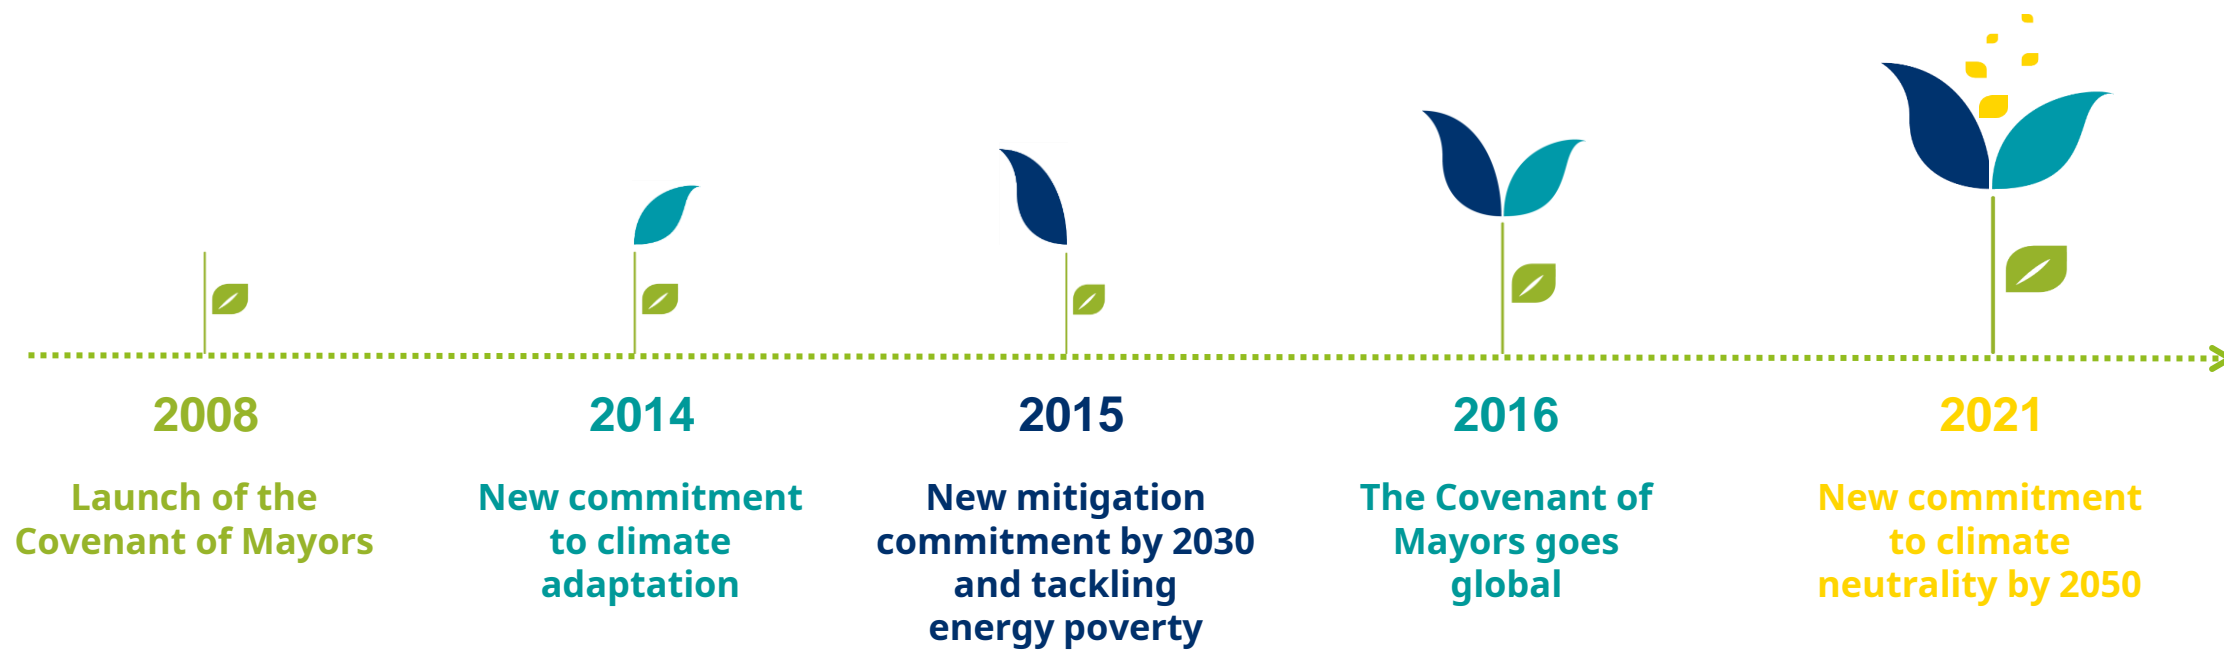 2008
Launch of the
Covenant of Mayors
2014
New commitment
to climate
adaptation
2015
New mitigation
commitment by 2030
and tackling
energy poverty
2016
The Covenant of
Mayors goes
global
2021
New commitment
to climate
neutrality by 2050